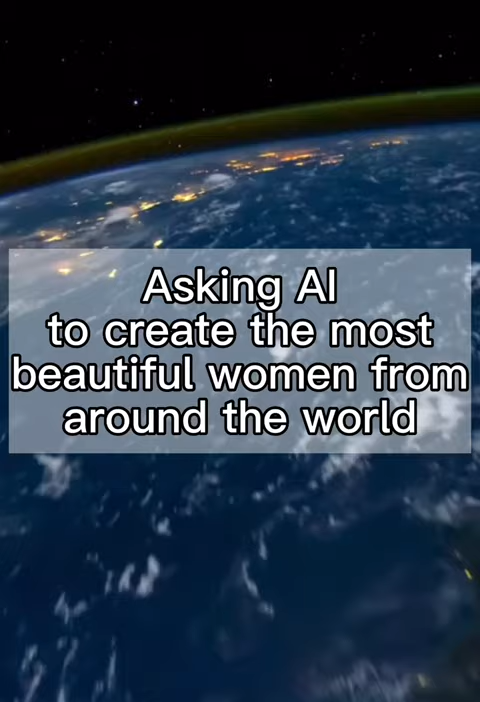 Asking AI
to create the most
beautiful women from
around the world